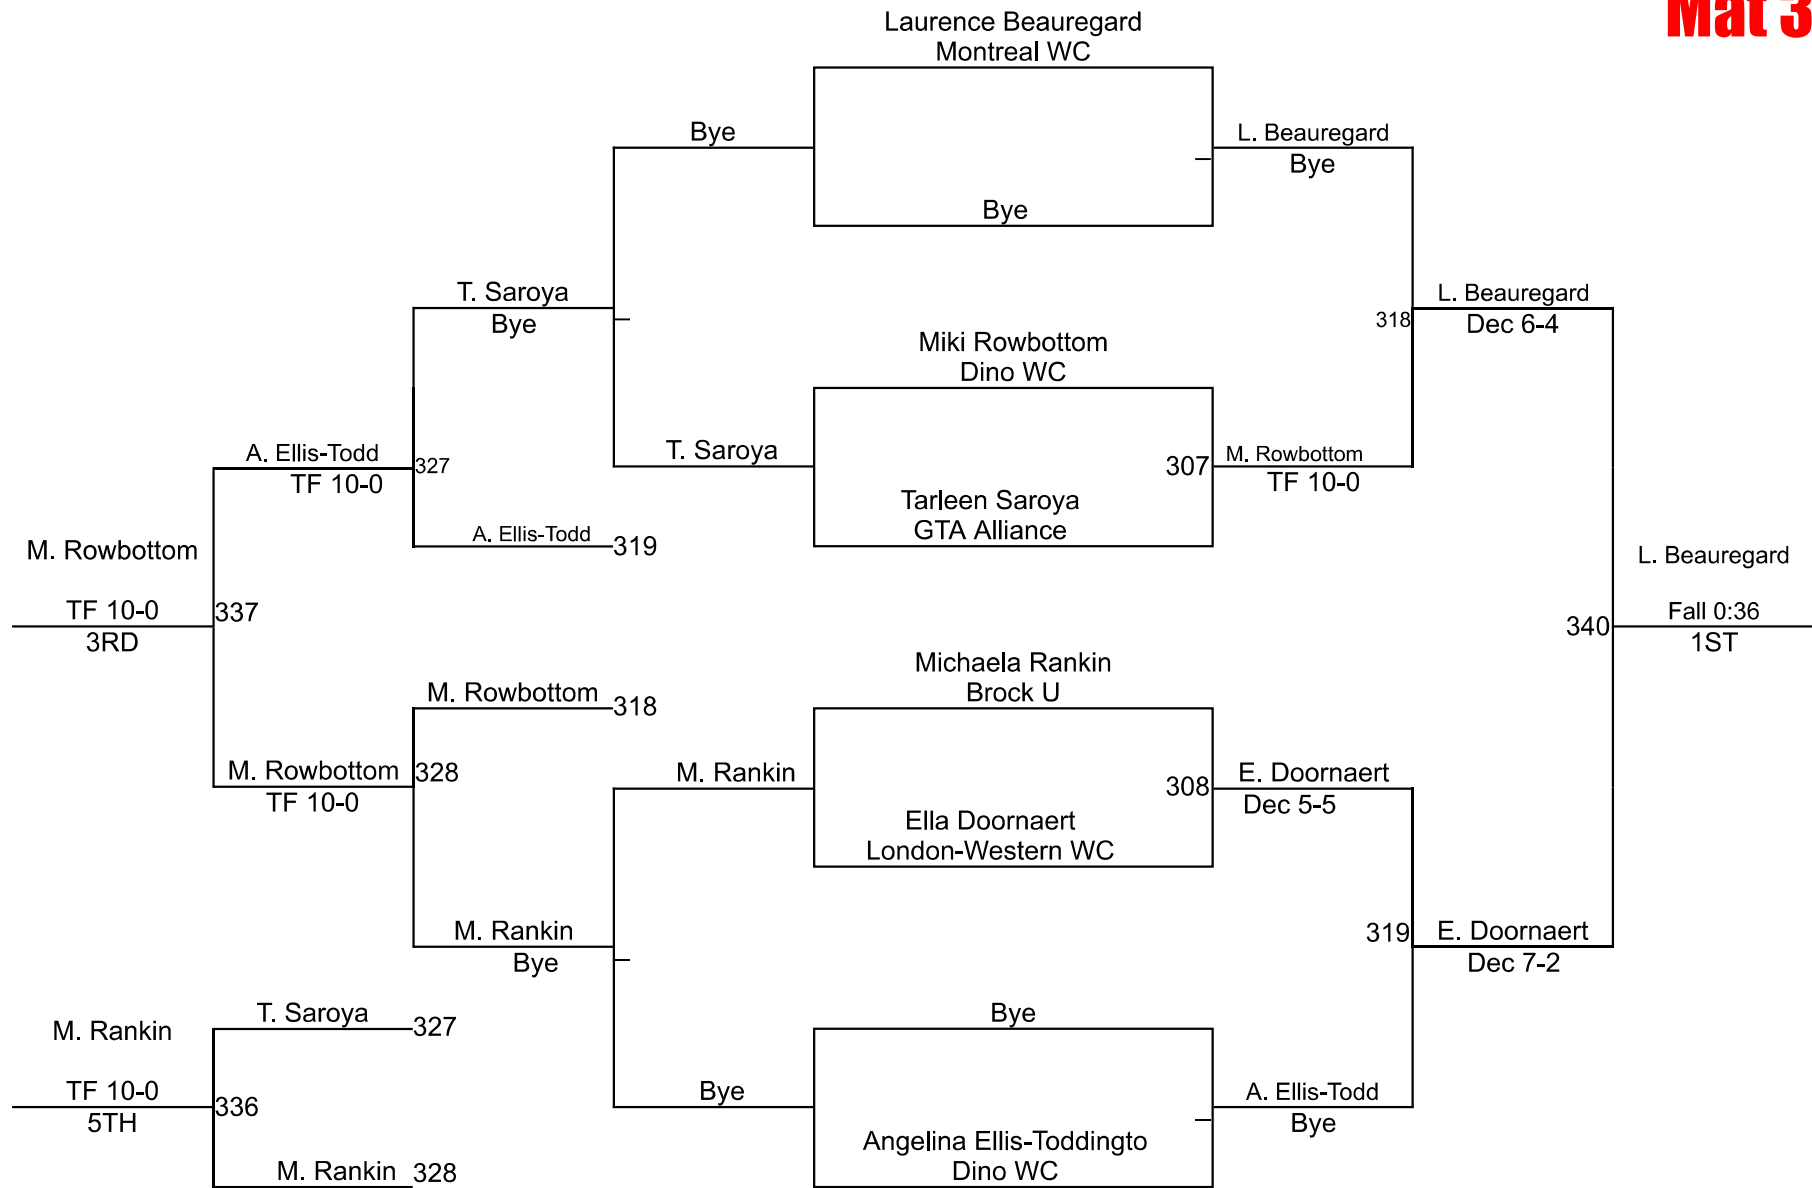 Mat 3
Laurence Beauregard
Montreal WC
Bye
L. Beauregard
Bye
Bye
T. Saroya
Bye
L. Beauregard
318
Dec 6-4
Miki Rowbottom
Dino WC
A. Ellis-Todd
327
TF 10-0
T. Saroya
307
M. Rowbottom
TF 10-0
Tarleen Saroya
GTA Alliance
A. Ellis-Todd
319
M. Rowbottom
TF 10-0
337
3RD
L. Beauregard
340
Fall 0:36
1ST
Michaela Rankin
Brock U
M. Rowbottom
318
M. Rowbottom
328
TF 10-0
M. Rankin
308
E. Doornaert
Dec 5-5
Ella Doornaert
London-Western WC
M. Rankin
Bye
319
E. Doornaert
Dec 7-2
T. Saroya
327
M. Rankin
TF 10-0
336
5TH
M. Rankin
328
Bye
Bye
A. Ellis-Todd
Bye
Angelina Ellis-Toddingto
Dino WC